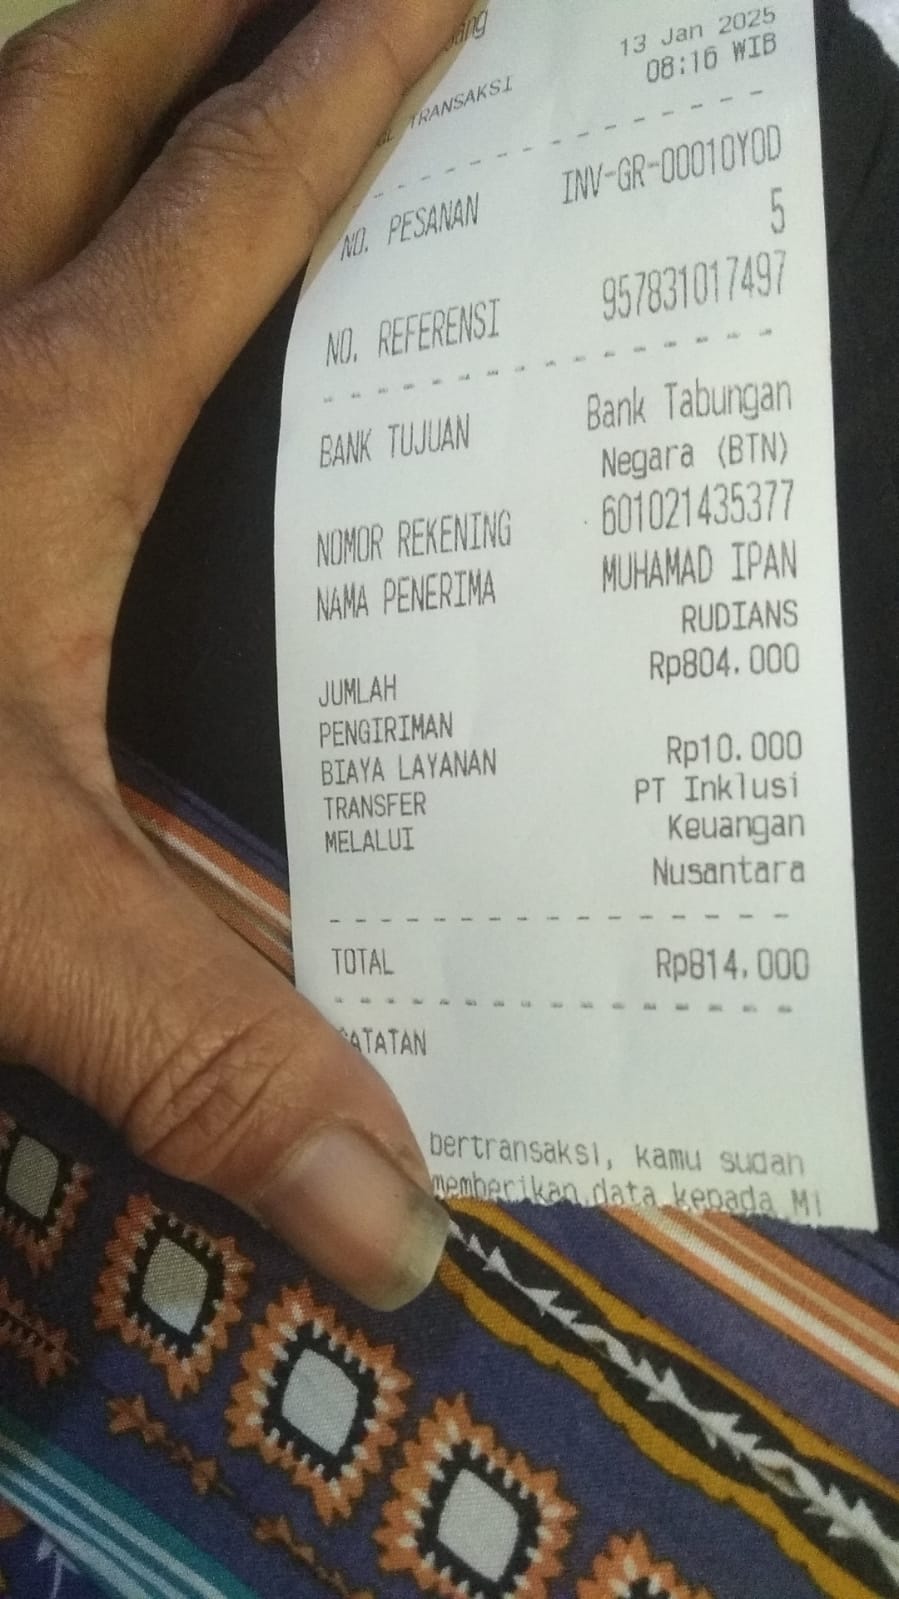 13 Jan 2025
08:16 WIB
TRANSAKSI
NO. PESANAN INV-GR-00010YOD
5
NO. REFERENSI 957831017497
BANK TUJUAN Bank Tabungan
Negara (BTN)
NOMOR REKENING 601021435377
NAMA PENERIMA MUHAMAD IPAN
RUDIANS
JUMLAH Rp804.000
PENGIRIMAN
BIAYA LAYANAN Rp10.000
TRANSFER PT Inklusi
MELALUI Keuangan
Nusantara
TOTAL Rp814.000
CATATAN
bertransaksi, kamu sudah
memberikan data kepada Mi